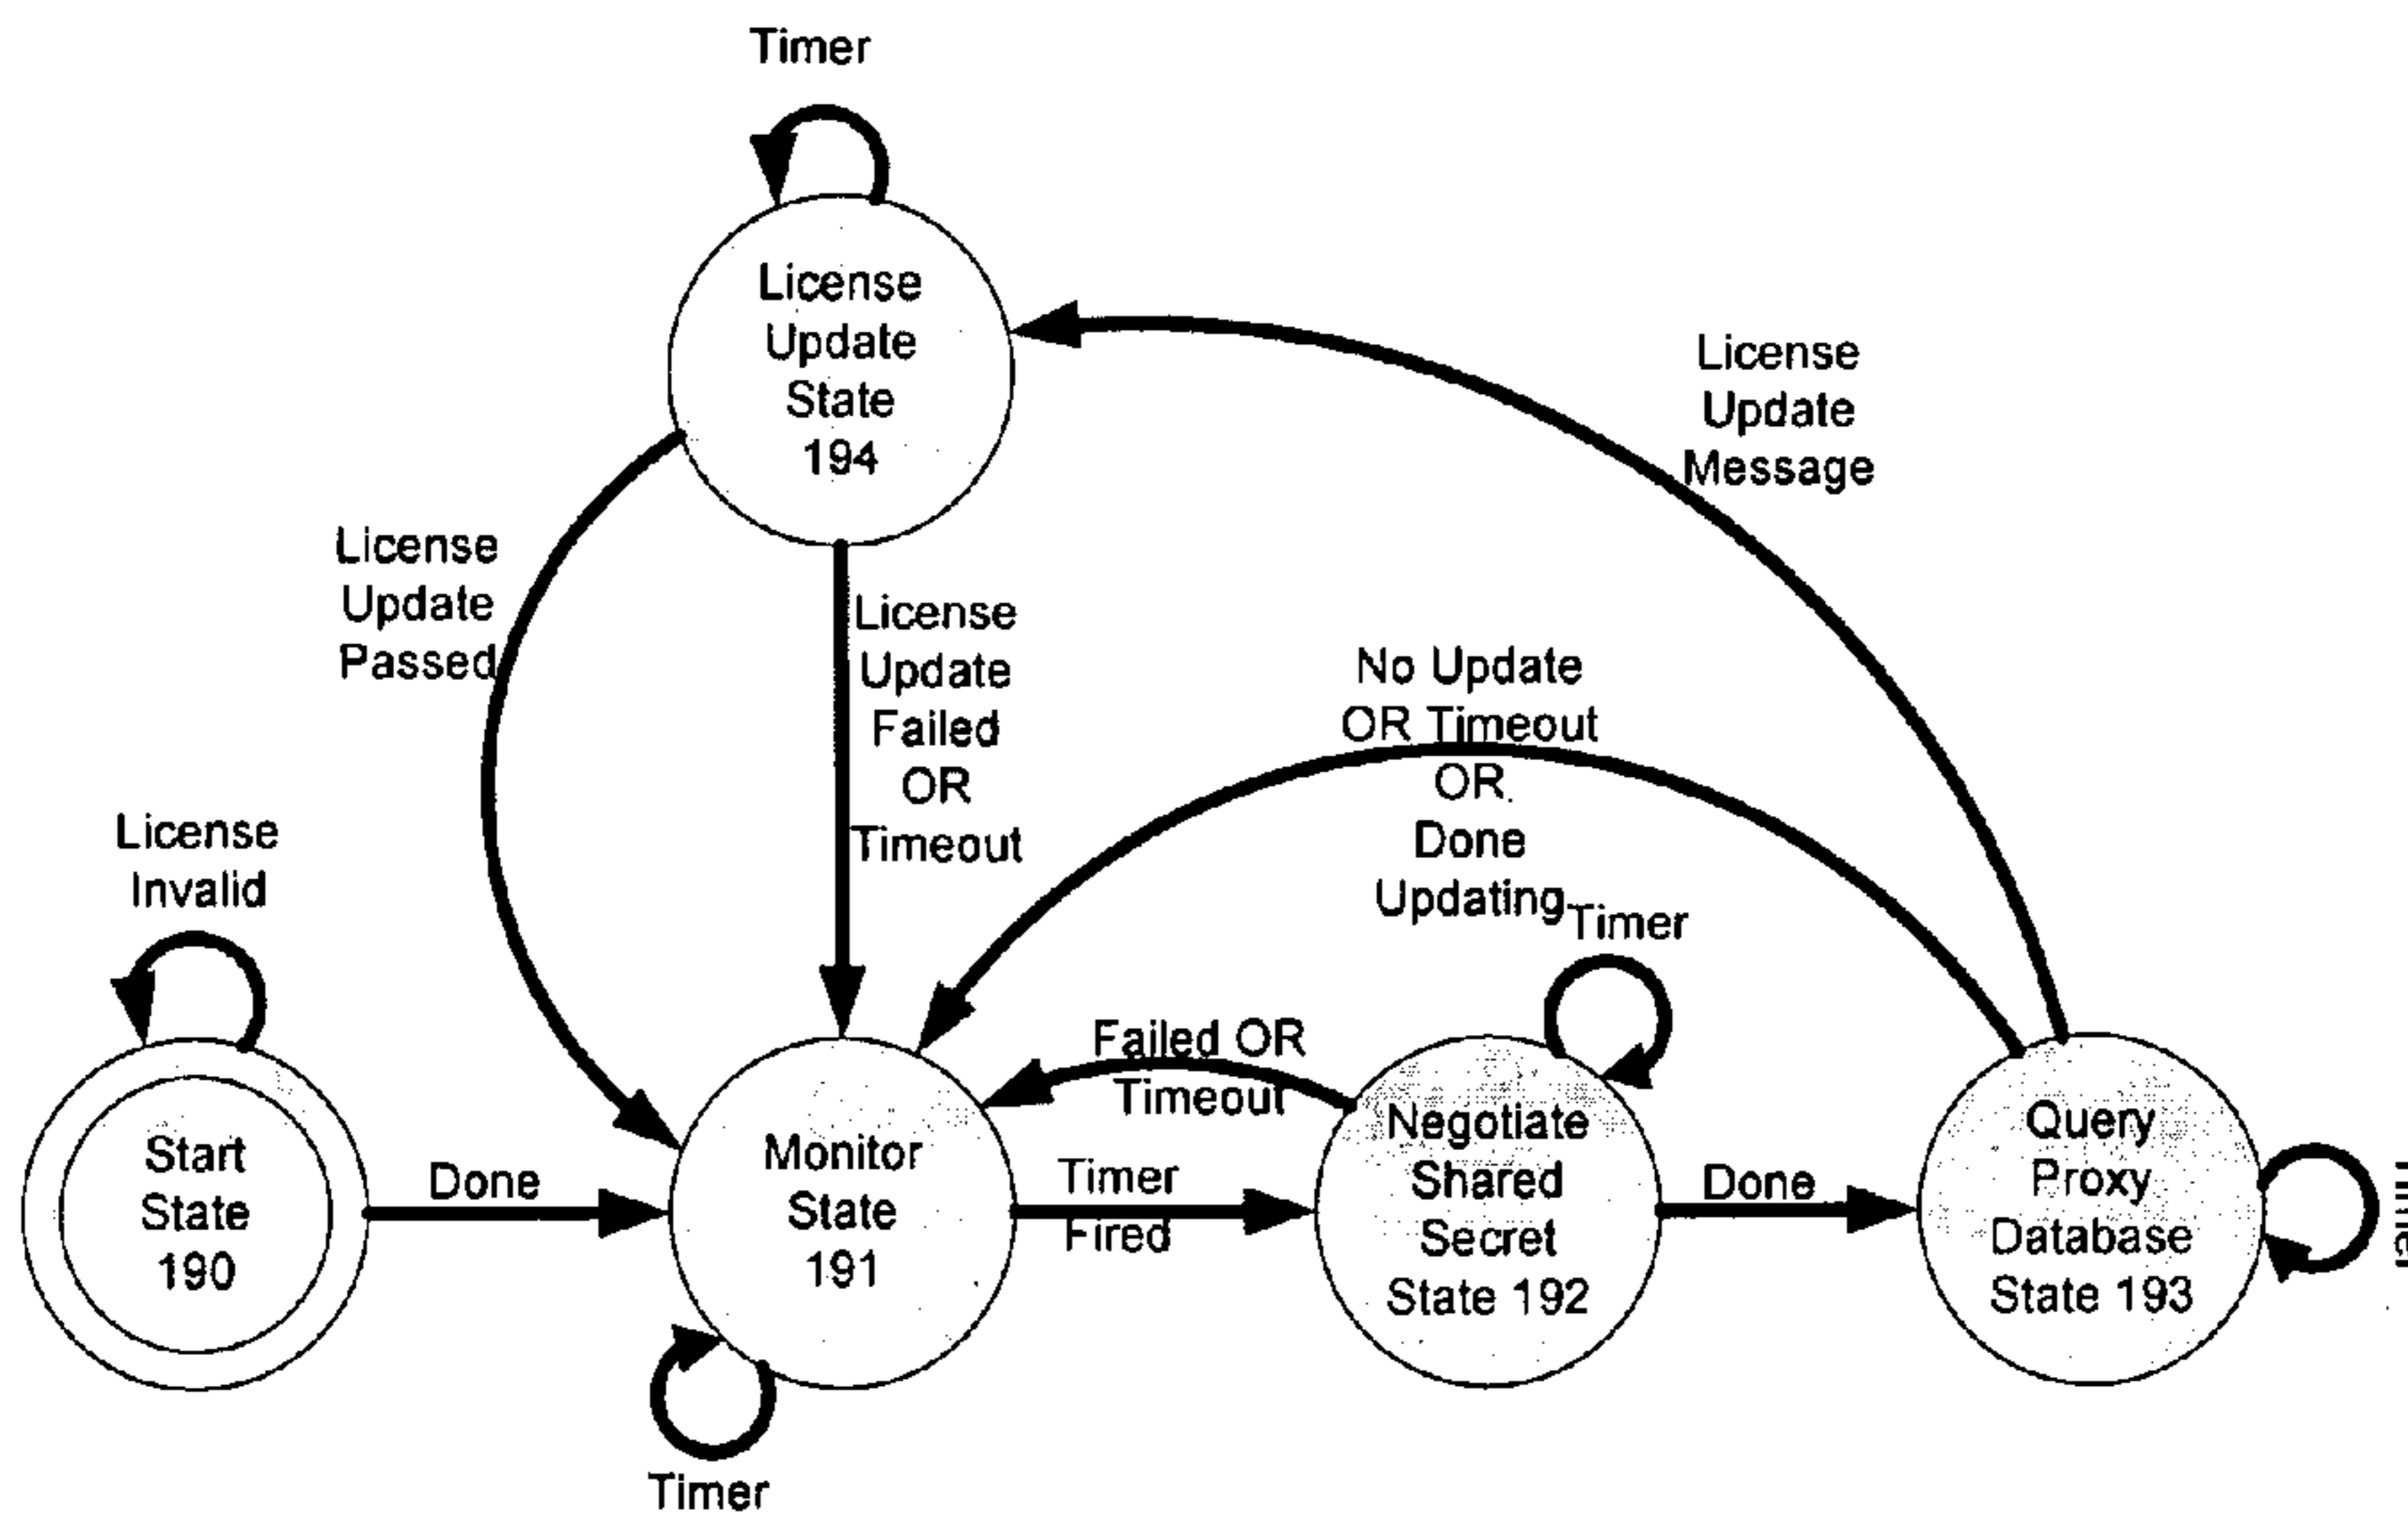 Timer
License
Update
State
194
License
Update
Message
License
Update
Passed
License
Update
Failed
OR
Timeout
No Update
OR Timeout
OR
Done
Updating
Timer
License
Invalid
Failed OR
Timeout
Start
State
190
Done
Monitor
State
191
Timer
Fired
Negotiate
Shared
Secret
State 192
Done
Query
Proxy
Database
State 193
Timer